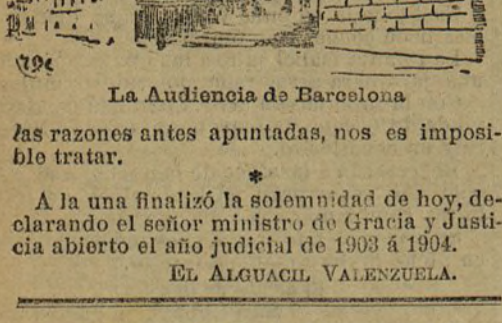 La Audiencia de Barcelona
las razones antes apuntadas, nos es imposi-
ble tratar.
*
A la una finalizó la solemnidad de hoy, de-
clarando el señor ministro de Gracia y Justi-
cia abierto el año judicial de 1903 á 1904.
EL ALGUACIL VALENZUELA.